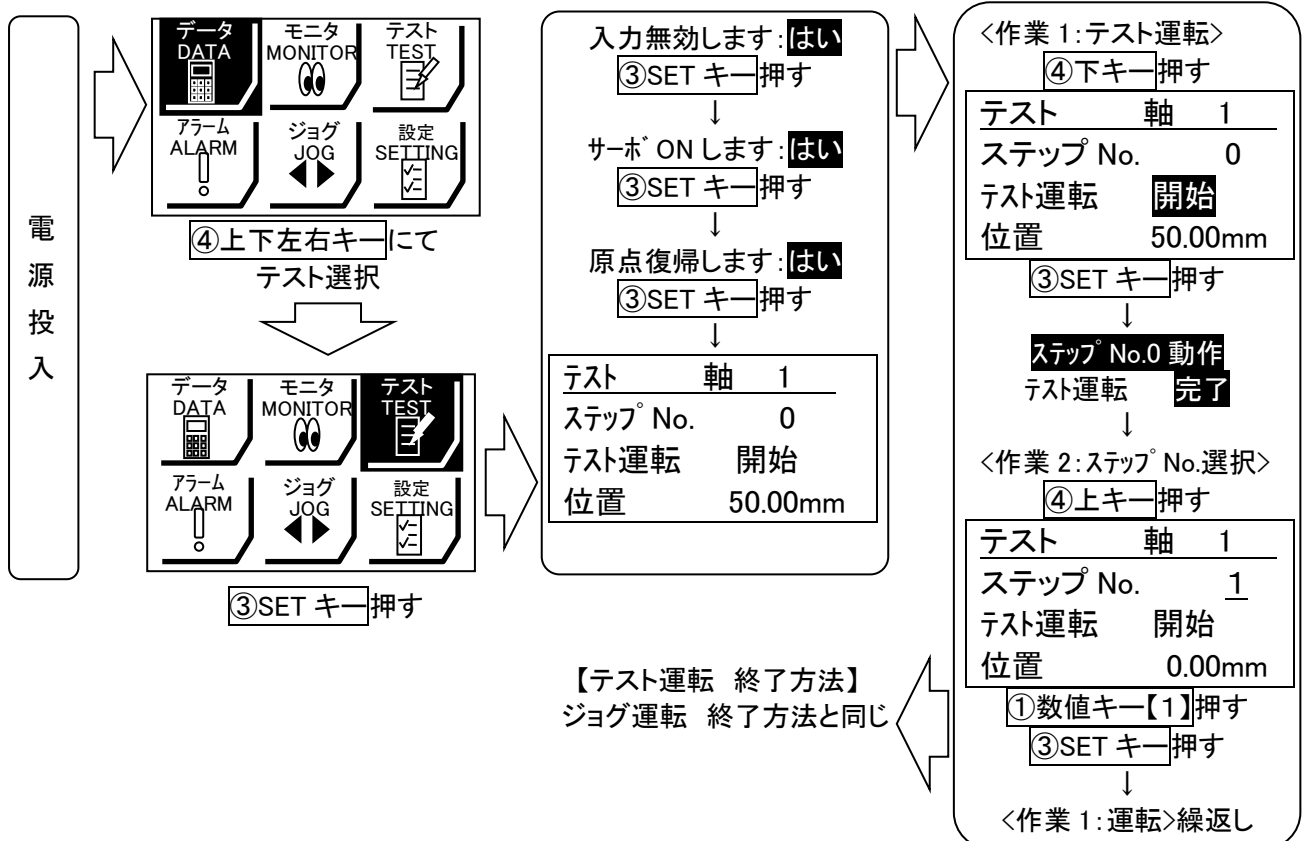 電
源
投
入
データ
DATA
モニタ
MONITOR
テスト
TEST
アラーム
ALARM
ジョグ
JOG
設定
SETTING
④上下左右キーにて
テスト選択
データ
DATA
モニタ
MONITOR
テスト
TEST
アラーム
ALARM
ジョグ
JOG
設定
SETTING
③SET キー押す
入力無効します:はい
③SET キー押す
↓
サーボ ON します:はい
③SET キー押す
↓
原点復帰します:はい
③SET キー押す
↓
テスト 軸 1
ステップ No. 0
テスト運転 開始
位置 50.00mm
<作業 1:テスト運転>
④下キー押す
テスト 軸 1
ステップ No. 0
テスト運転 開始
位置 50.00mm
③SET キー押す
↓
ステップ No.0 動作
テスト運転 完了
↓
<作業 2:ステップ No.選択>
④上キー押す
テスト 軸 1
ステップ No. 1
テスト運転 開始
位置 0.00mm
①数値キー【1】押す
③SET キー押す
↓
<作業 1:運転>繰返し
【テスト運転 終了方法】
ジョグ運転 終了方法と同じ